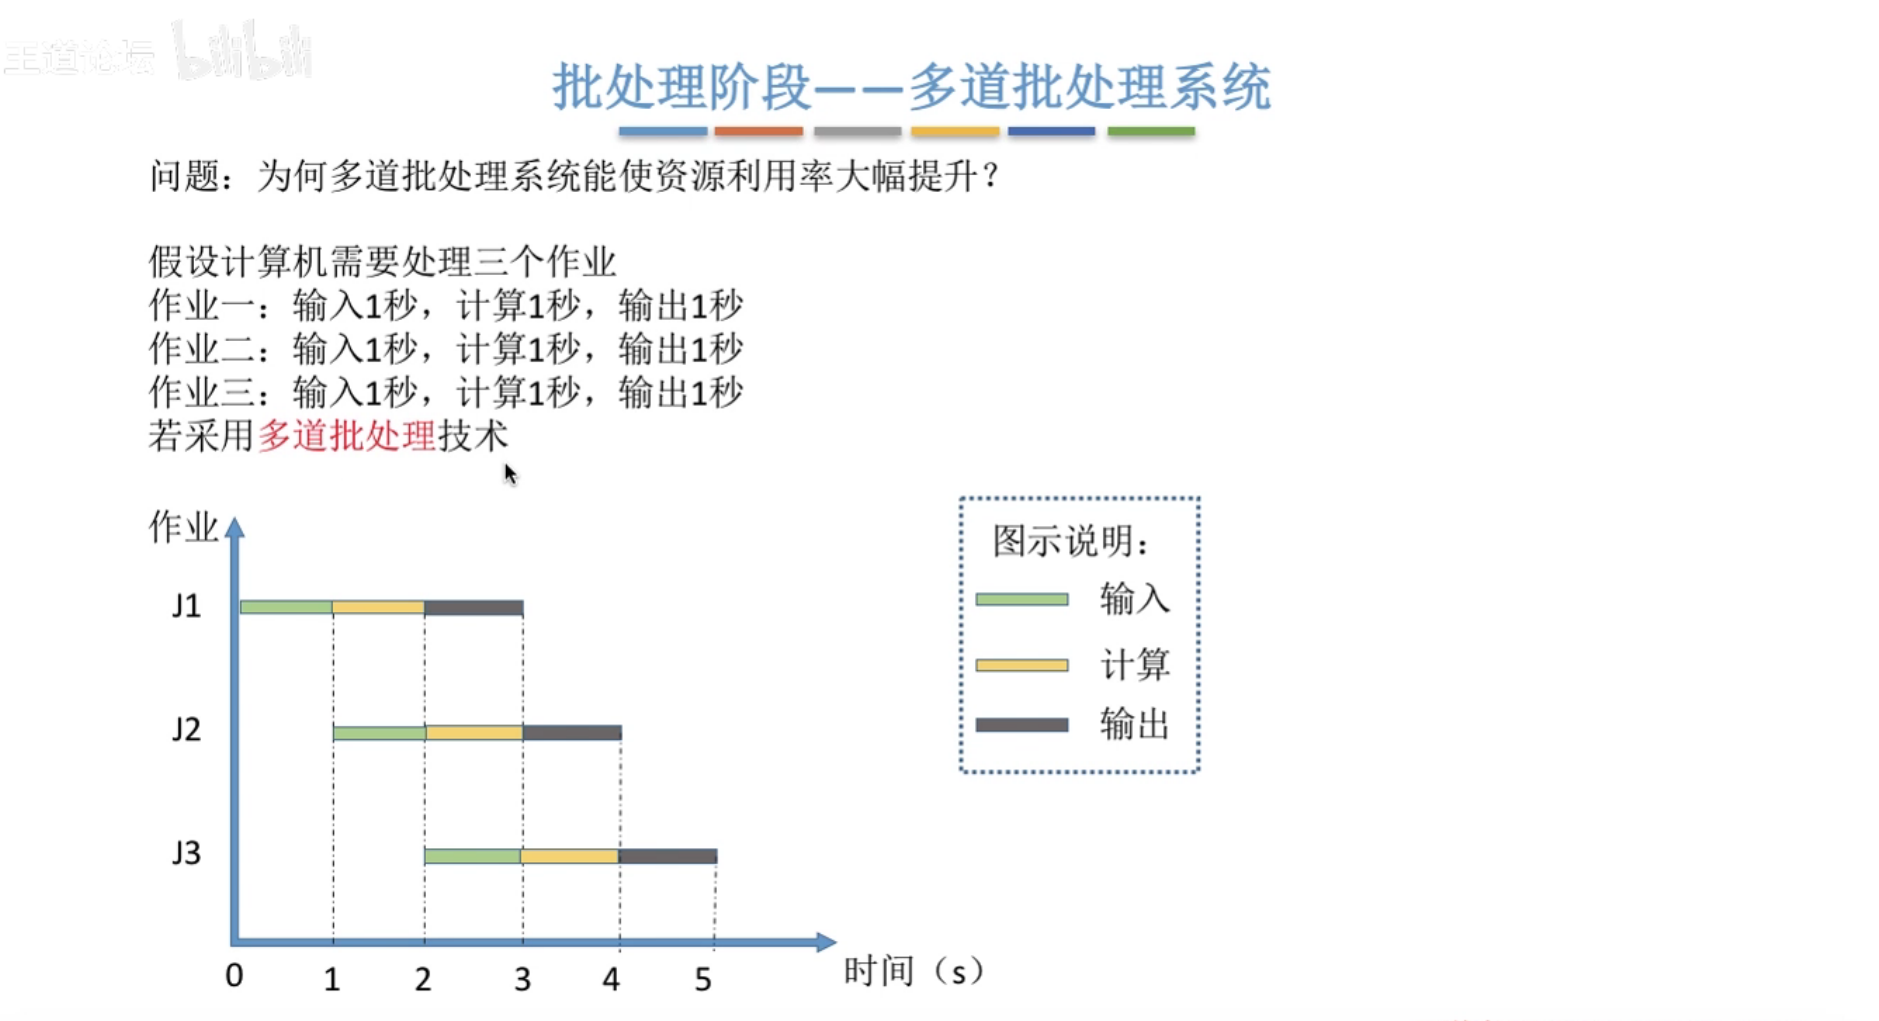 王道论坛 bilibili
批处理阶段——多道批处理系统
问题：为何多道批处理系统能使资源利用率大幅提升？
假设计算机需要处理三个作业
作业一：输入1秒，计算1秒，输出1秒
作业二：输入1秒，计算1秒，输出1秒
作业三：输入1秒，计算1秒，输出1秒
若采用多道批处理技术
作业
J1
J2
J3
0 1 2 3 4 5
时间（s）
图示说明：
输入
计算
输出